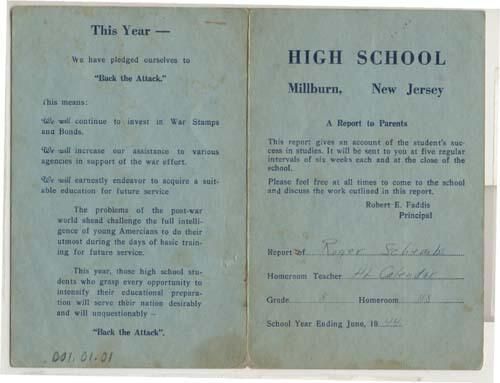 This Year —
We have pledged ourselves to
"Back the Attack."
This means:
We will continue to invest in War Stamps
and Bonds.
We will increase our assistance to various
agencies in support of the war effort.
We will earnestly endeavor to acquire a suit-
able education for future service
The problems of the post-war
world ahead challenge the full intelli-
gence of young Amercians to do their
utmost during the days of basic train-
ing for future service.
This year, those high school stu-
dents who grasp every opportunity to
intensify their educational prepara-
tion will serve their nation desirably
and will unquestionably –
"Back the Attack".
001.01.01
HIGH SCHOOL
Millburn, New Jersey
A Report to Parents
This report gives an account of the student's suc-
cess in studies. It will be sent to you at five regular
intervals of six weeks each and at the close of the
school.
Please feel free at all times to come to the school
and discuss the work outlined in this report.
Robert E. Faddis
Principal
Report of Roger
Homeroom Teacher Calendar
Grade 8 Homeroom
School Year Ending June, 19 44